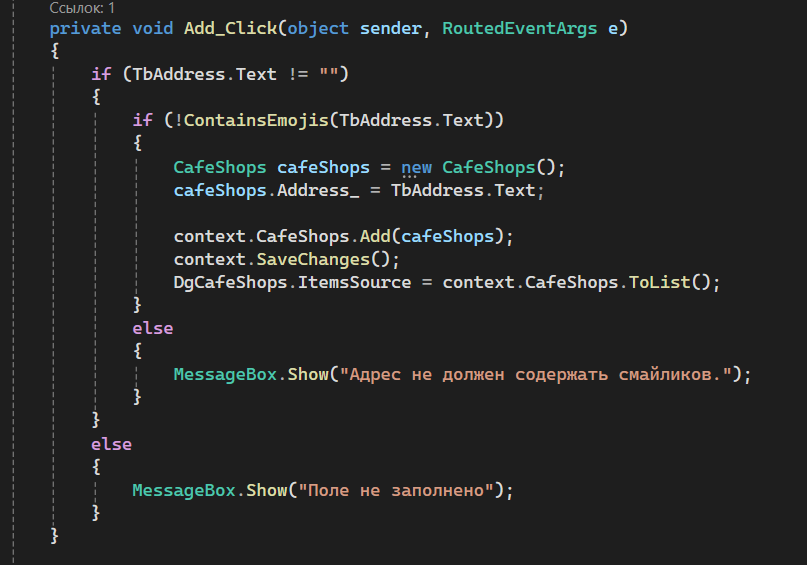 Ссылок: 1
private void Add_Click(object sender, RoutedEventArgs e)
{
if (TbAddress.Text != "")
{
if (!ContainsEmojis(TbAddress.Text))
{
CafeShops cafeShops = new CafeShops();
cafeShops.Address_ = TbAddress.Text;
context.CafeShops.Add(cafeShops);
context.SaveChanges();
DgCafeShops.ItemsSource = context.CafeShops.ToList();
}
else
{
MessageBox.Show("Адрес не должен содержать смайликов.");
}
}
else
{
MessageBox.Show("Поле не заполнено");
}
}